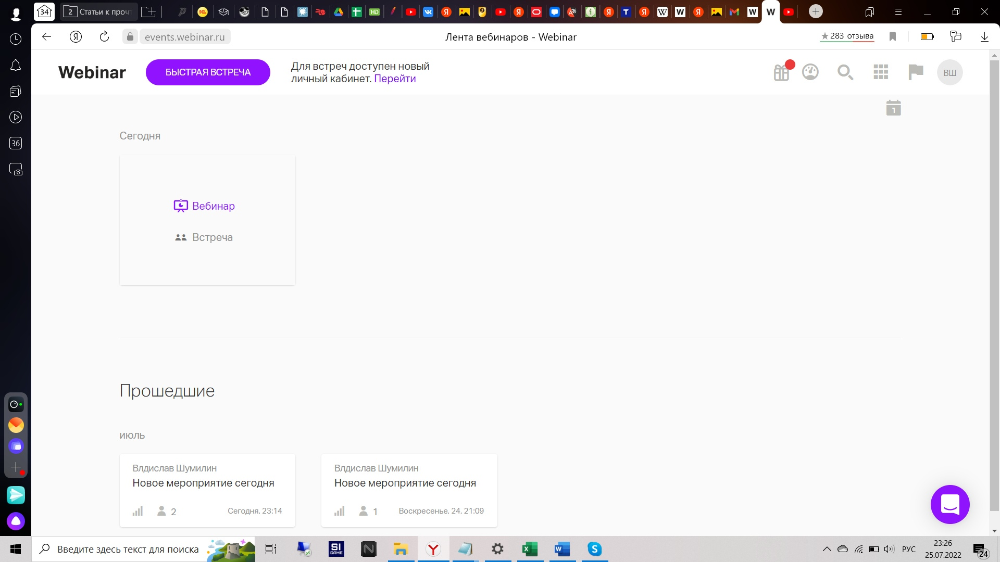 34
2 Статьи к проч
events.webinar.ru
Лента вебинаров - Webinar
283 отзыва
36
Webinar
БЫСТРАЯ ВСТРЕЧА
Для встреч доступен новый
личный кабинет. Перейти
ВШ
1
Сегодня
Вебинар
Встреча
Прошедшие
июль
Влдислав Шумилин
Новое мероприятие сегодня
2
Сегодня, 23:14
Влдислав Шумилин
Новое мероприятие сегодня
1
Воскресенье, 24, 21:09
Введите здесь текст для поиска
SI
GAME
РУС
23:26
25.07.2022
24